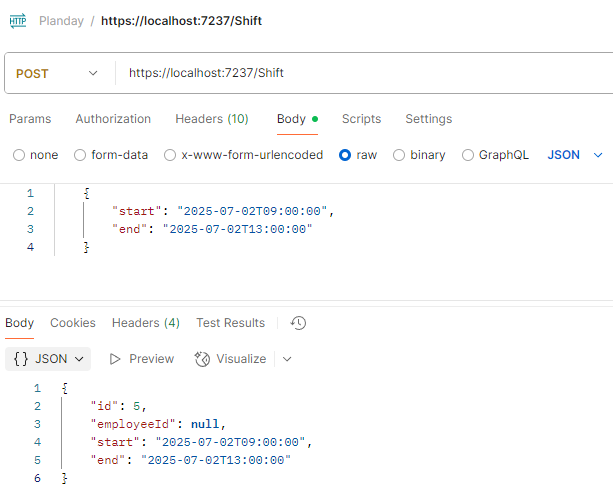 HTTP Planday / https://localhost:7237/Shift
POST https://localhost:7237/Shift
Params Authorization Headers (10) Body Scripts Settings
none form-data x-www-form-urlencoded raw binary GraphQL JSON
1 {
2 "start": "2025-07-02T09:00:00",
3 "end": "2025-07-02T13:00:00"
4 }
Body Cookies Headers (4) Test Results
{} JSON Preview Visualize
1 {
2 "id": 5,
3 "employeeId": null,
4 "start": "2025-07-02T09:00:00",
5 "end": "2025-07-02T13:00:00"
6 }